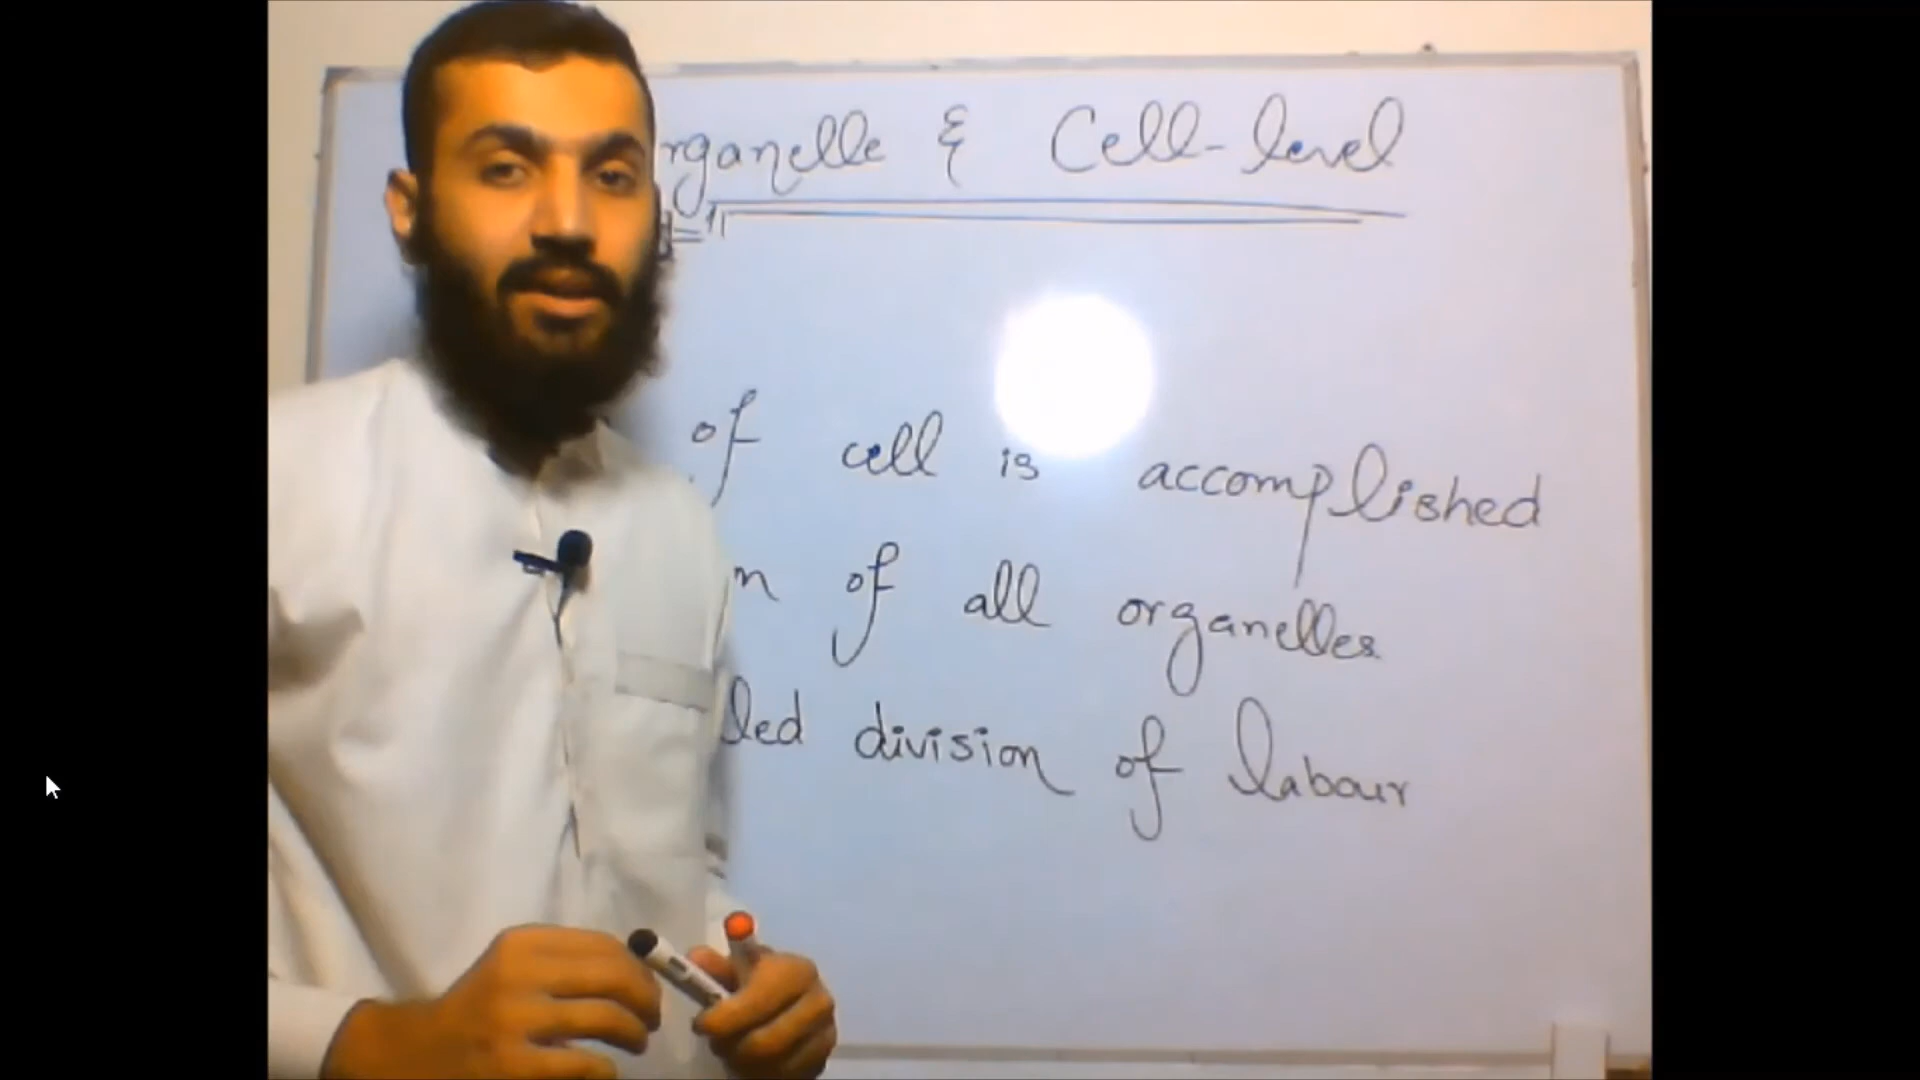 rganelle & Cell-level
of cell is accomplished
n of all organelles
led division of labour